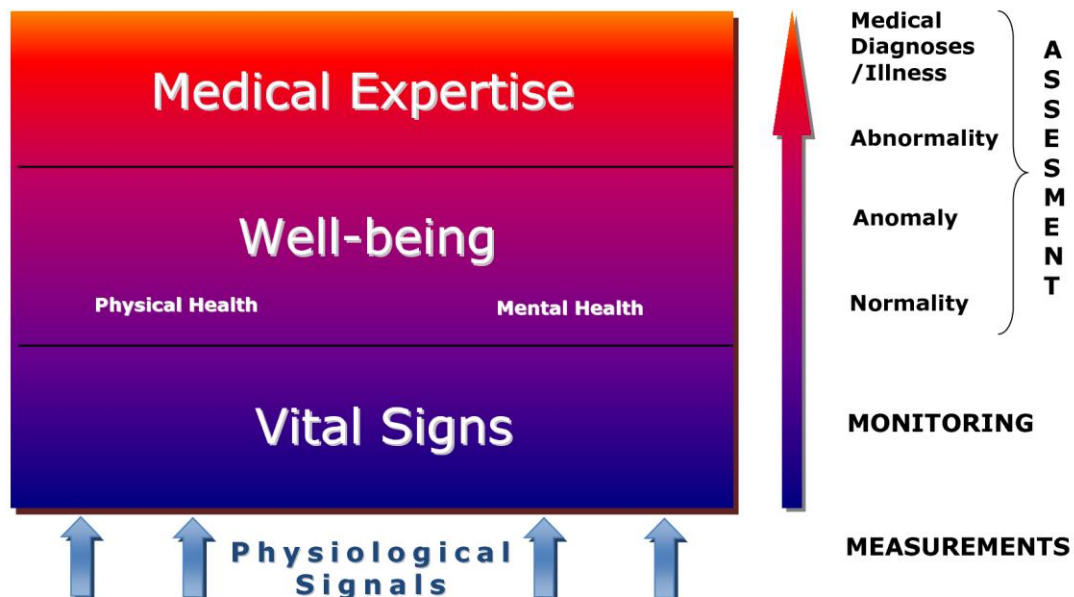 Medical Expertise
Well-being
Physical Health
Mental Health
Vital Signs
Physiological
Signals
Medical
Diagnoses
/Illness
Abnormality
Anomaly
Normality
ASSESMENT
MONITORING
MEASUREMENTS